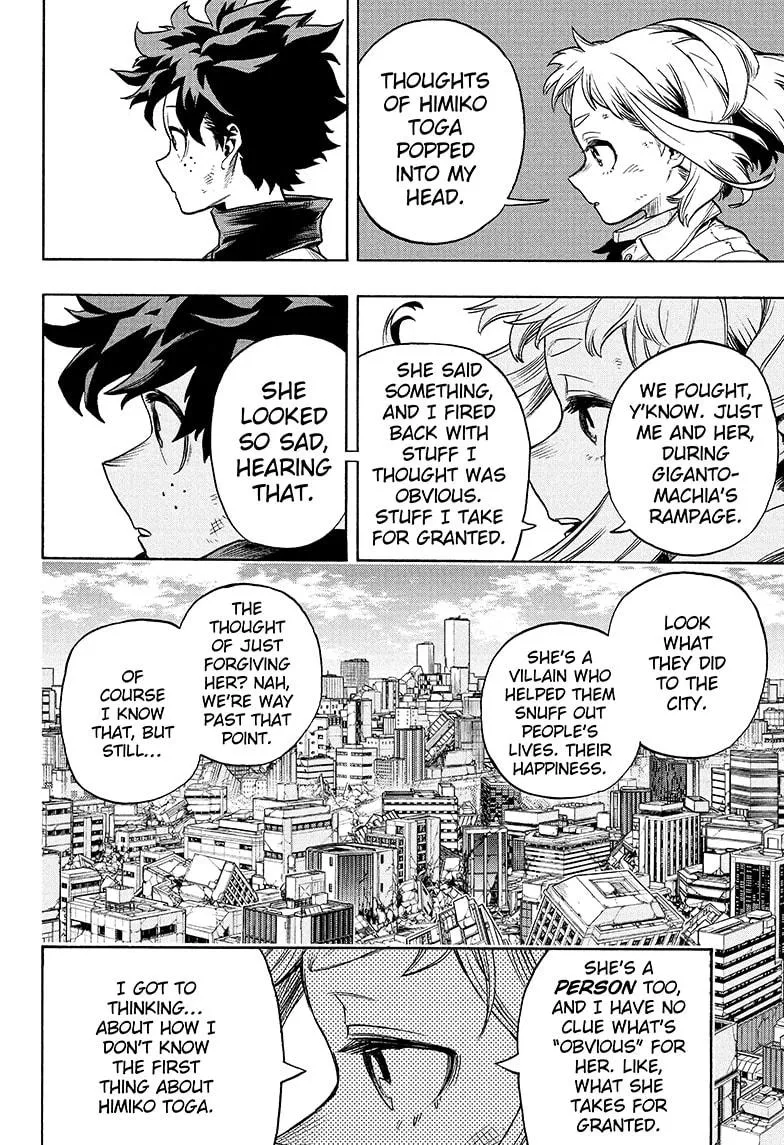 THOUGHTS
OF HIMIKO
TOGA
POPPED
INTO MY
HEAD.
WE FOUGHT,
Y'KNOW. JUST
ME AND HER,
DURING
GIGANTO-
MACHIA'S
RAMPAGE.
SHE SAID
SOMETHING,
AND I FIRED
BACK WITH
STUFF I
THOUGHT WAS
OBVIOUS.
STUFF I TAKE
FOR GRANTED.
SHE
LOOKED
SO SAD,
HEARING
THAT.
LOOK
WHAT
THEY DID
TO THE
CITY.
SHE'S A
VILLAIN WHO
HELPED THEM
SNUFF OUT
PEOPLE'S
LIVES. THEIR
HAPPINESS.
THE
THOUGHT
OF JUST
FORGIVING
HER? NAH,
WE'RE WAY
PAST THAT
POINT.
OF
COURSE
I KNOW
THAT, BUT
STILL...
SHE'S A
PERSON TOO,
AND I HAVE NO
CLUE WHAT'S
"OBVIOUS" FOR
HER. LIKE,
WHAT SHE
TAKES FOR
GRANTED.
I GOT TO
THINKING...
ABOUT HOW I
DON'T KNOW
THE FIRST
THING ABOUT
HIMIKO TOGA.